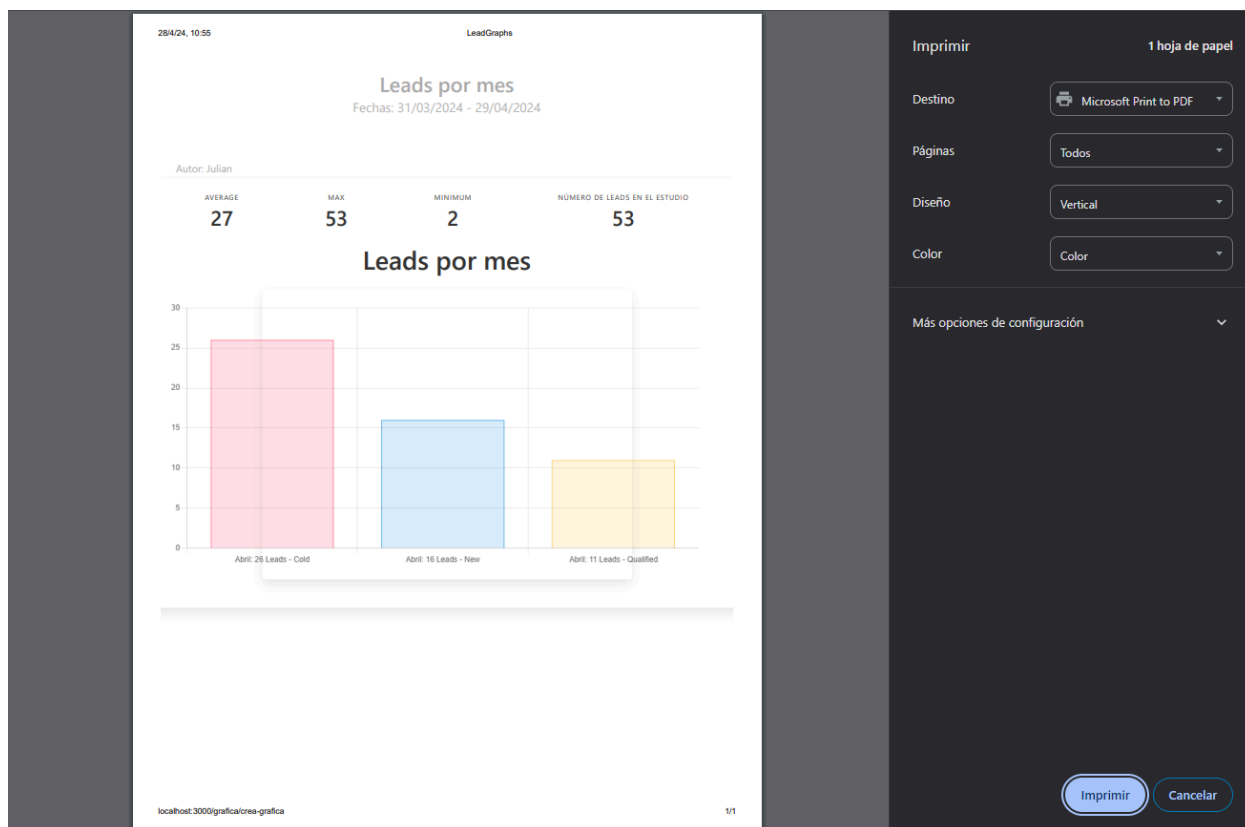 28/4/24, 10:55 LeadGraphs
Leads por mes
Fechas: 31/03/2024 - 29/04/2024
Autor: Julian
AVERAGE MAX MINIMUM NÚMERO DE LEADS EN EL ESTUDIO
27 53 2 53
Leads por mes
30
25
20
15
10
5
0
Abril: 26 Leads - Cold Abril: 16 Leads - New Abril: 11 Leads - Qualified
localhost:3000/grafica/crea-grafica 1/1
Imprimir 1 hoja de papel
Destino Microsoft Print to PDF
Páginas Todos
Diseño Vertical
Color Color
Más opciones de configuración
Imprimir Cancelar